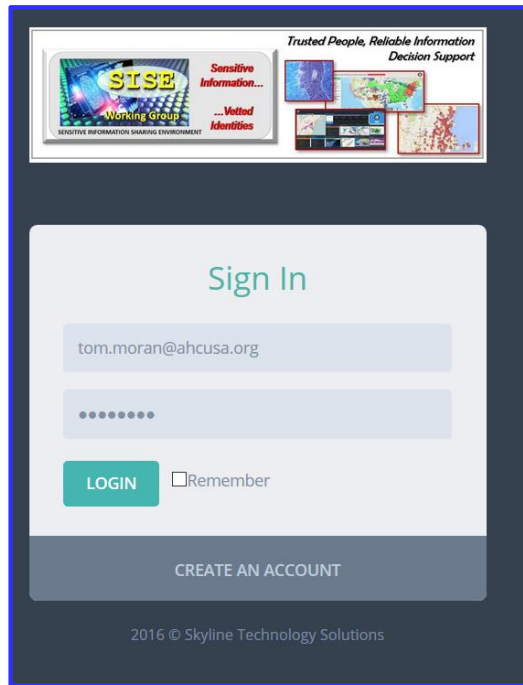 Trusted People, Reliable Information
Decision Support
SISE
Working Group
SENSITIVE INFORMATION SHARING ENVIRONMENT
Sensitive
Information...
...Vetted
Identities
Sign In
tom.moran@ahcusa.org
••••••••
LOGIN
Remember
CREATE AN ACCOUNT
2016 © Skyline Technology Solutions